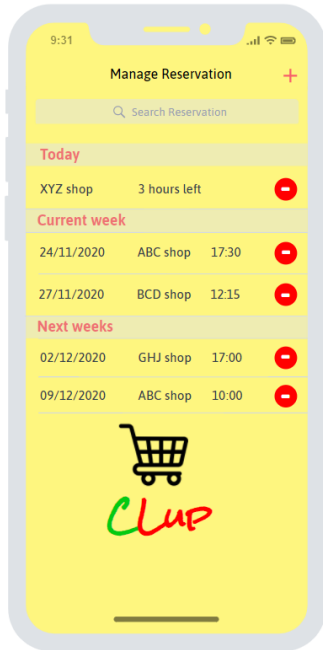 9:31
Manage Reservation +
Search Reservation
Today
XYZ shop 3 hours left
Current week
24/11/2020 ABC shop 17:30
27/11/2020 BCD shop 12:15
Next weeks
02/12/2020 GHJ shop 17:00
09/12/2020 ABC shop 10:00
CLup